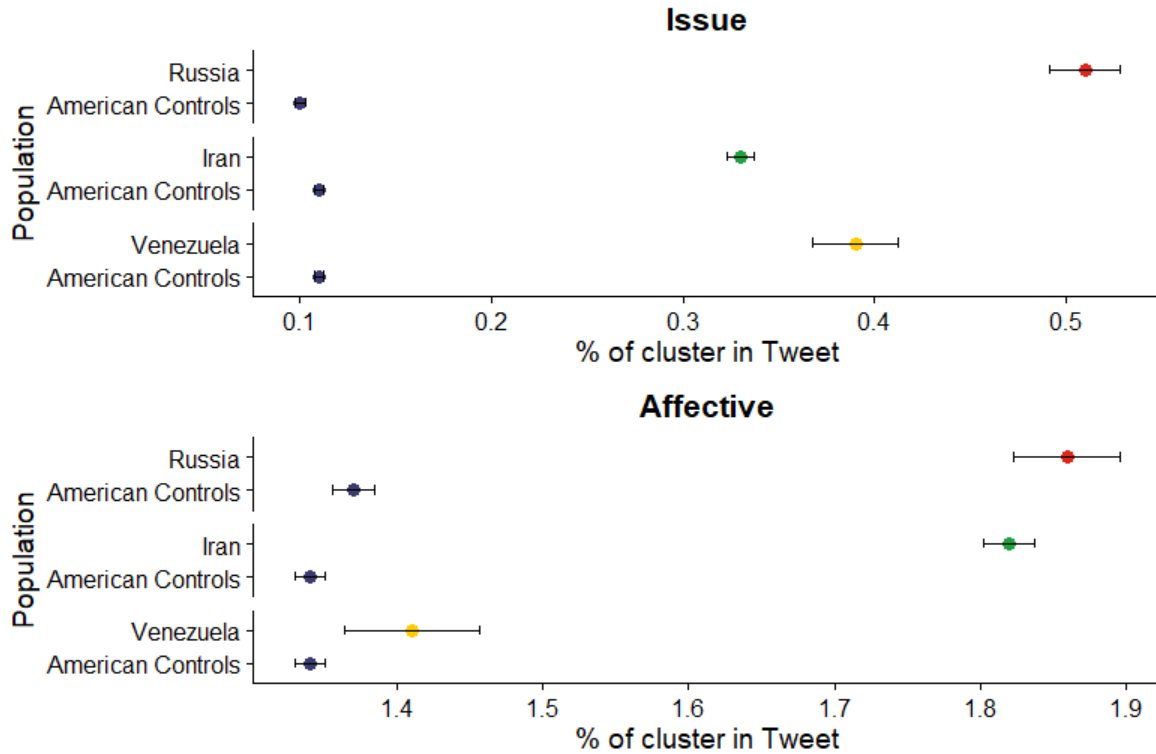 Issue
Population
Russia
American Controls
Iran
American Controls
Venezuela
American Controls
0.1 0.2 0.3 0.4 0.5
% of cluster in Tweet
Affective
Population
Russia
American Controls
Iran
American Controls
Venezuela
American Controls
1.4 1.5 1.6 1.7 1.8 1.9
% of cluster in Tweet